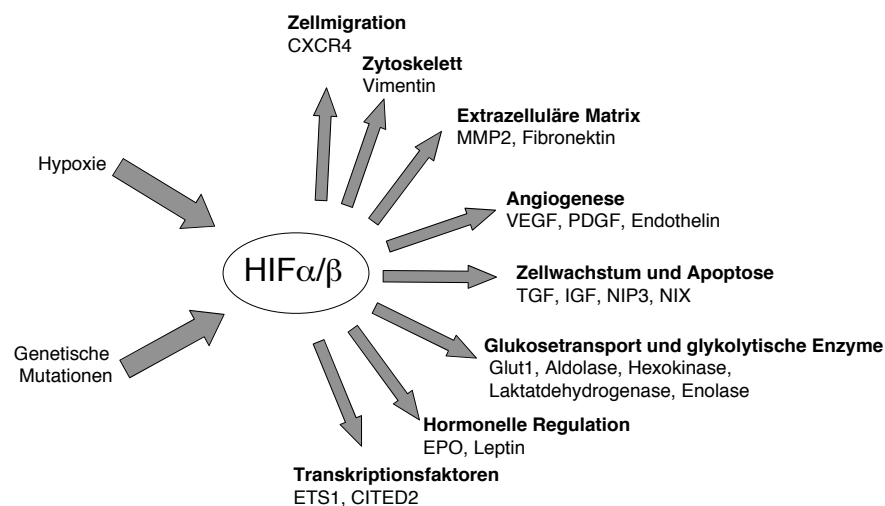 Zellmigration
CXCR4
Zytoskelett
Vimentin
Extrazelluläre Matrix
MMP2, Fibronektin
Hypoxie
Angiogenese
VEGF, PDGF, Endothelin
HIFα/β
Zellwachstum und Apoptose
TGF, IGF, NIP3, NIX
Genetische
Mutationen
Glukosetransport und glykolytische Enzyme
Glut1, Aldolase, Hexokinase,
Laktatdehydrogenase, Enolase
Hormonelle Regulation
EPO, Leptin
Transkriptionsfaktoren
ETS1, CITED2